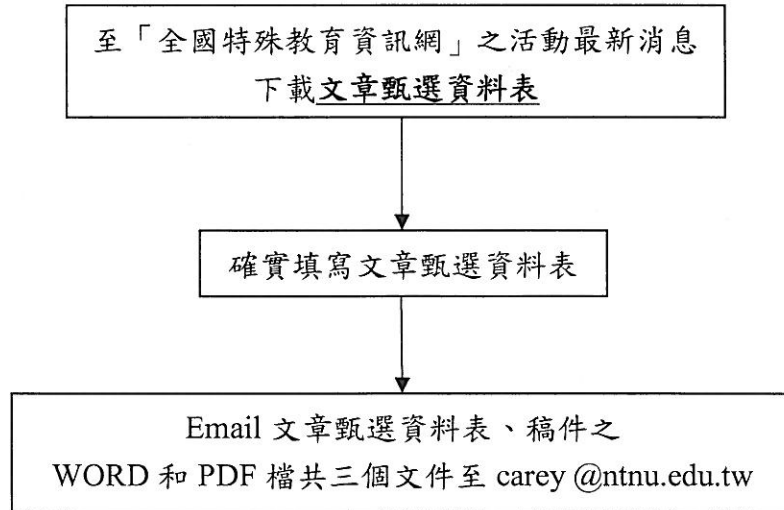 至「全國特殊教育資訊網」之活動最新消息
下載文章甄選資料表
確實填寫文章甄選資料表
Email 文章甄選資料表、稿件之
WORD 和 PDF 檔共三個文件至 carey @ntnu.edu.tw